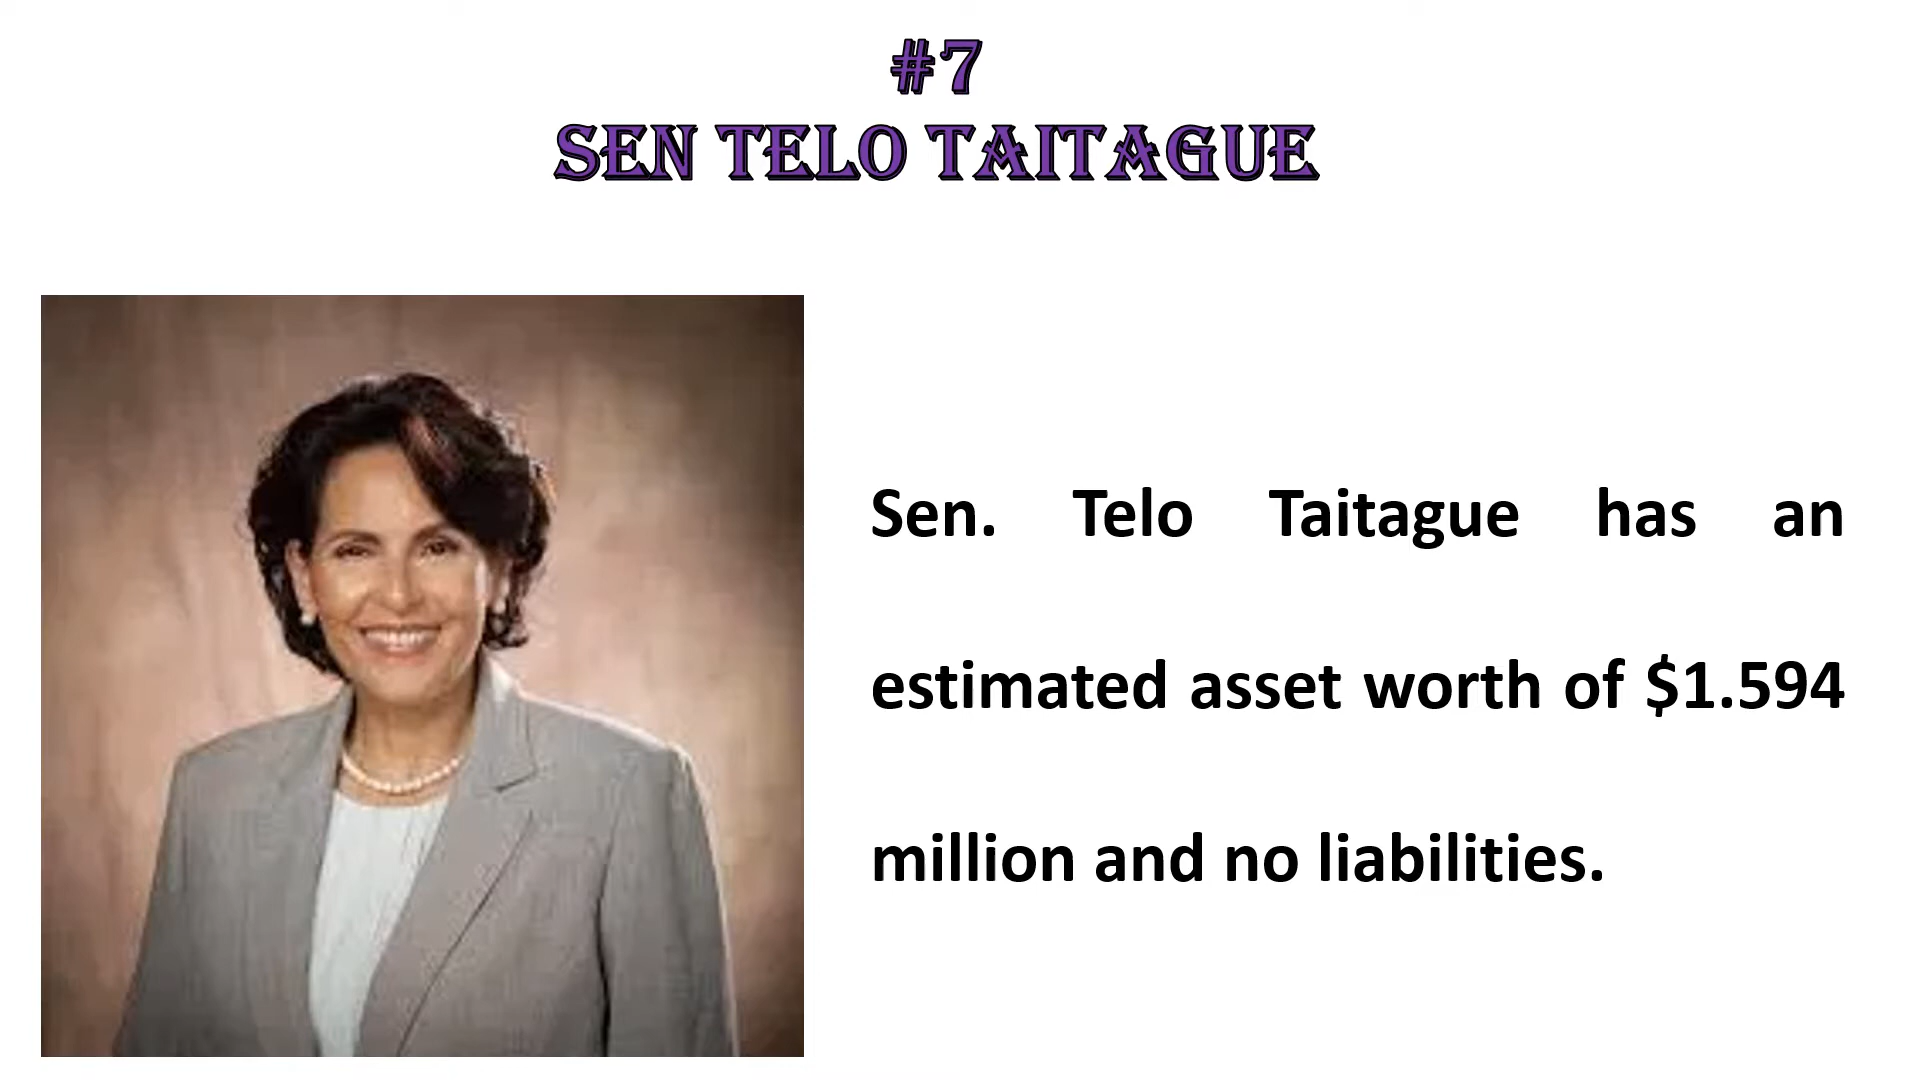 #7
SEN TELO TAITAGUE
Sen. Telo Taitague has an
estimated asset worth of $1.594
million and no liabilities.